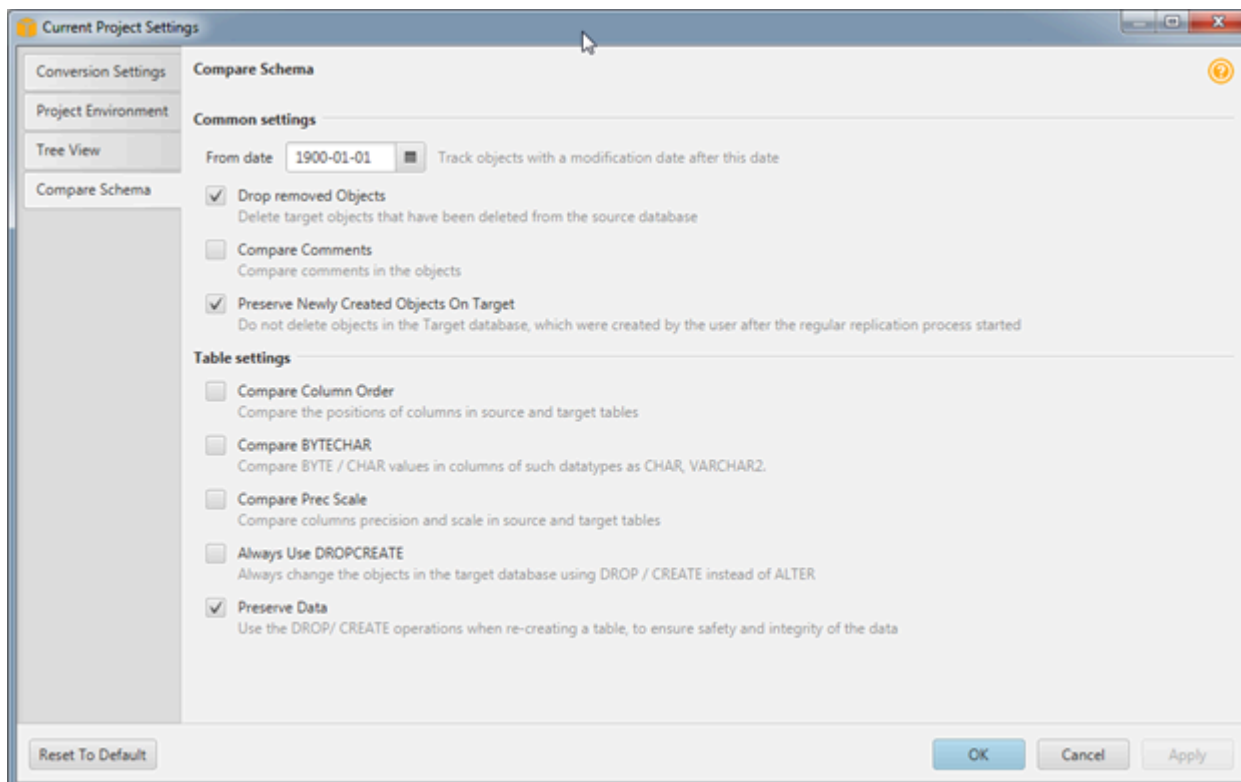 Current Project Settings
Conversion Settings
Project Environment
Tree View
Compare Schema
Compare Schema
Common settings
From date 1900-01-01 Track objects with a modification date after this date
Drop removed Objects
Delete target objects that have been deleted from the source database
Compare Comments
Compare comments in the objects
Preserve Newly Created Objects On Target
Do not delete objects in the Target database, which were created by the user after the regular replication process started
Table settings
Compare Column Order
Compare the positions of columns in source and target tables
Compare BYTECHAR
Compare BYTE / CHAR values in columns of such datatypes as CHAR, VARCHAR2.
Compare Prec Scale
Compare columns precision and scale in source and target tables
Always Use DROPCREATE
Always change the objects in the target database using DROP / CREATE instead of ALTER
Preserve Data
Use the DROP/ CREATE operations when re-creating a table, to ensure safety and integrity of the data
Reset To Default OK Cancel Apply